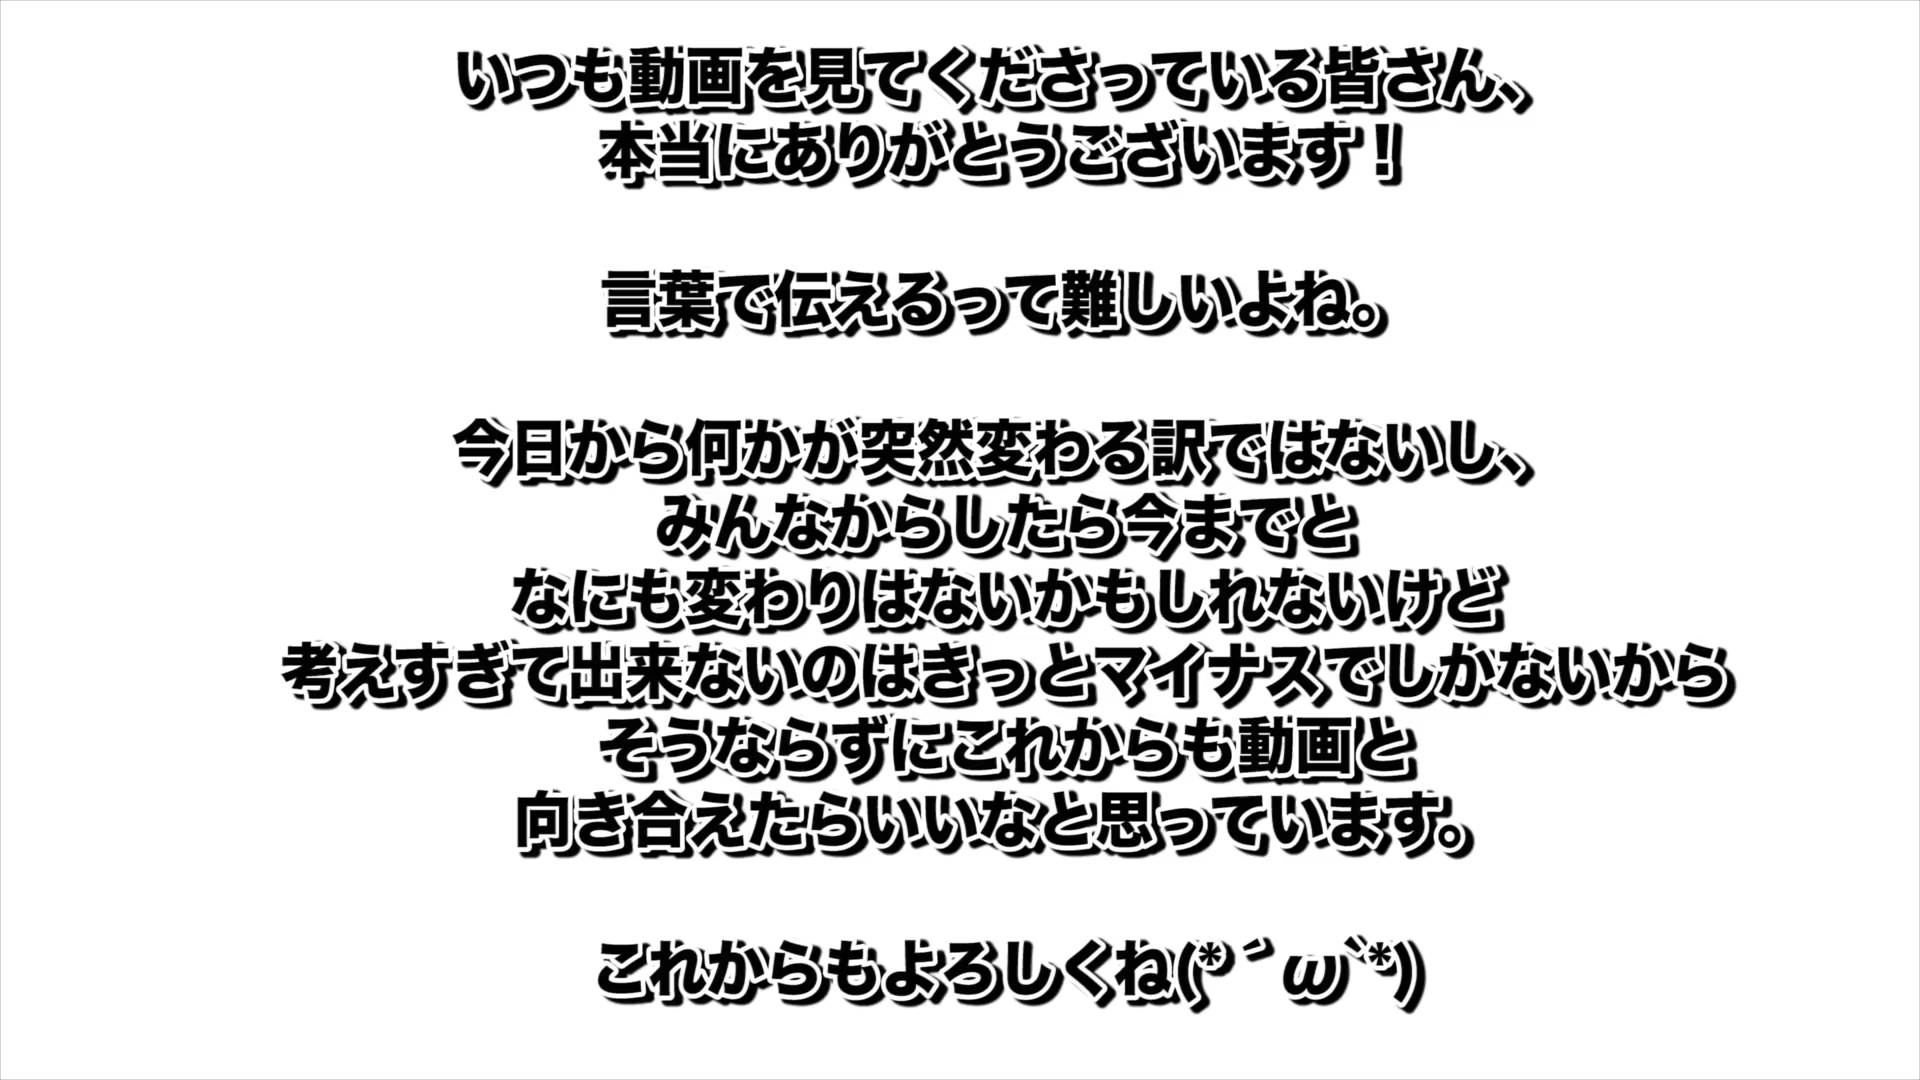 いつも動画を見てくださっている皆さん、
本当にありがとうございます！
言葉で伝えるって難しいよね。
今日から何かが突然変わる訳ではないし、
みんなからしたら今までと
なにも変わりはないかもしれないけど
考えすぎて出来ないのはきっとマイナスでしかないから
そうならずにこれからも動画と
向き合えたらいいなと思っています。
これからもよろしくね(*´ω`*)